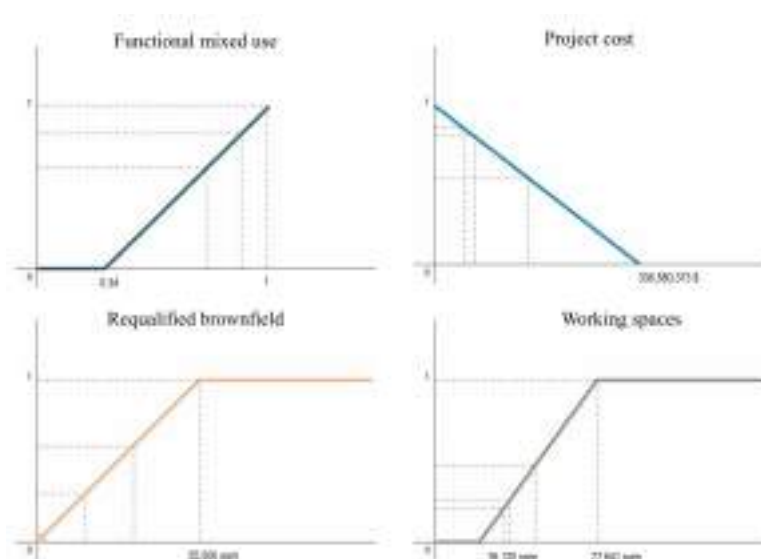 Functional mixed use
1
0
0.34
1
Project cost
1
0
Requalified brownfield
1
0
Working spaces
1
0